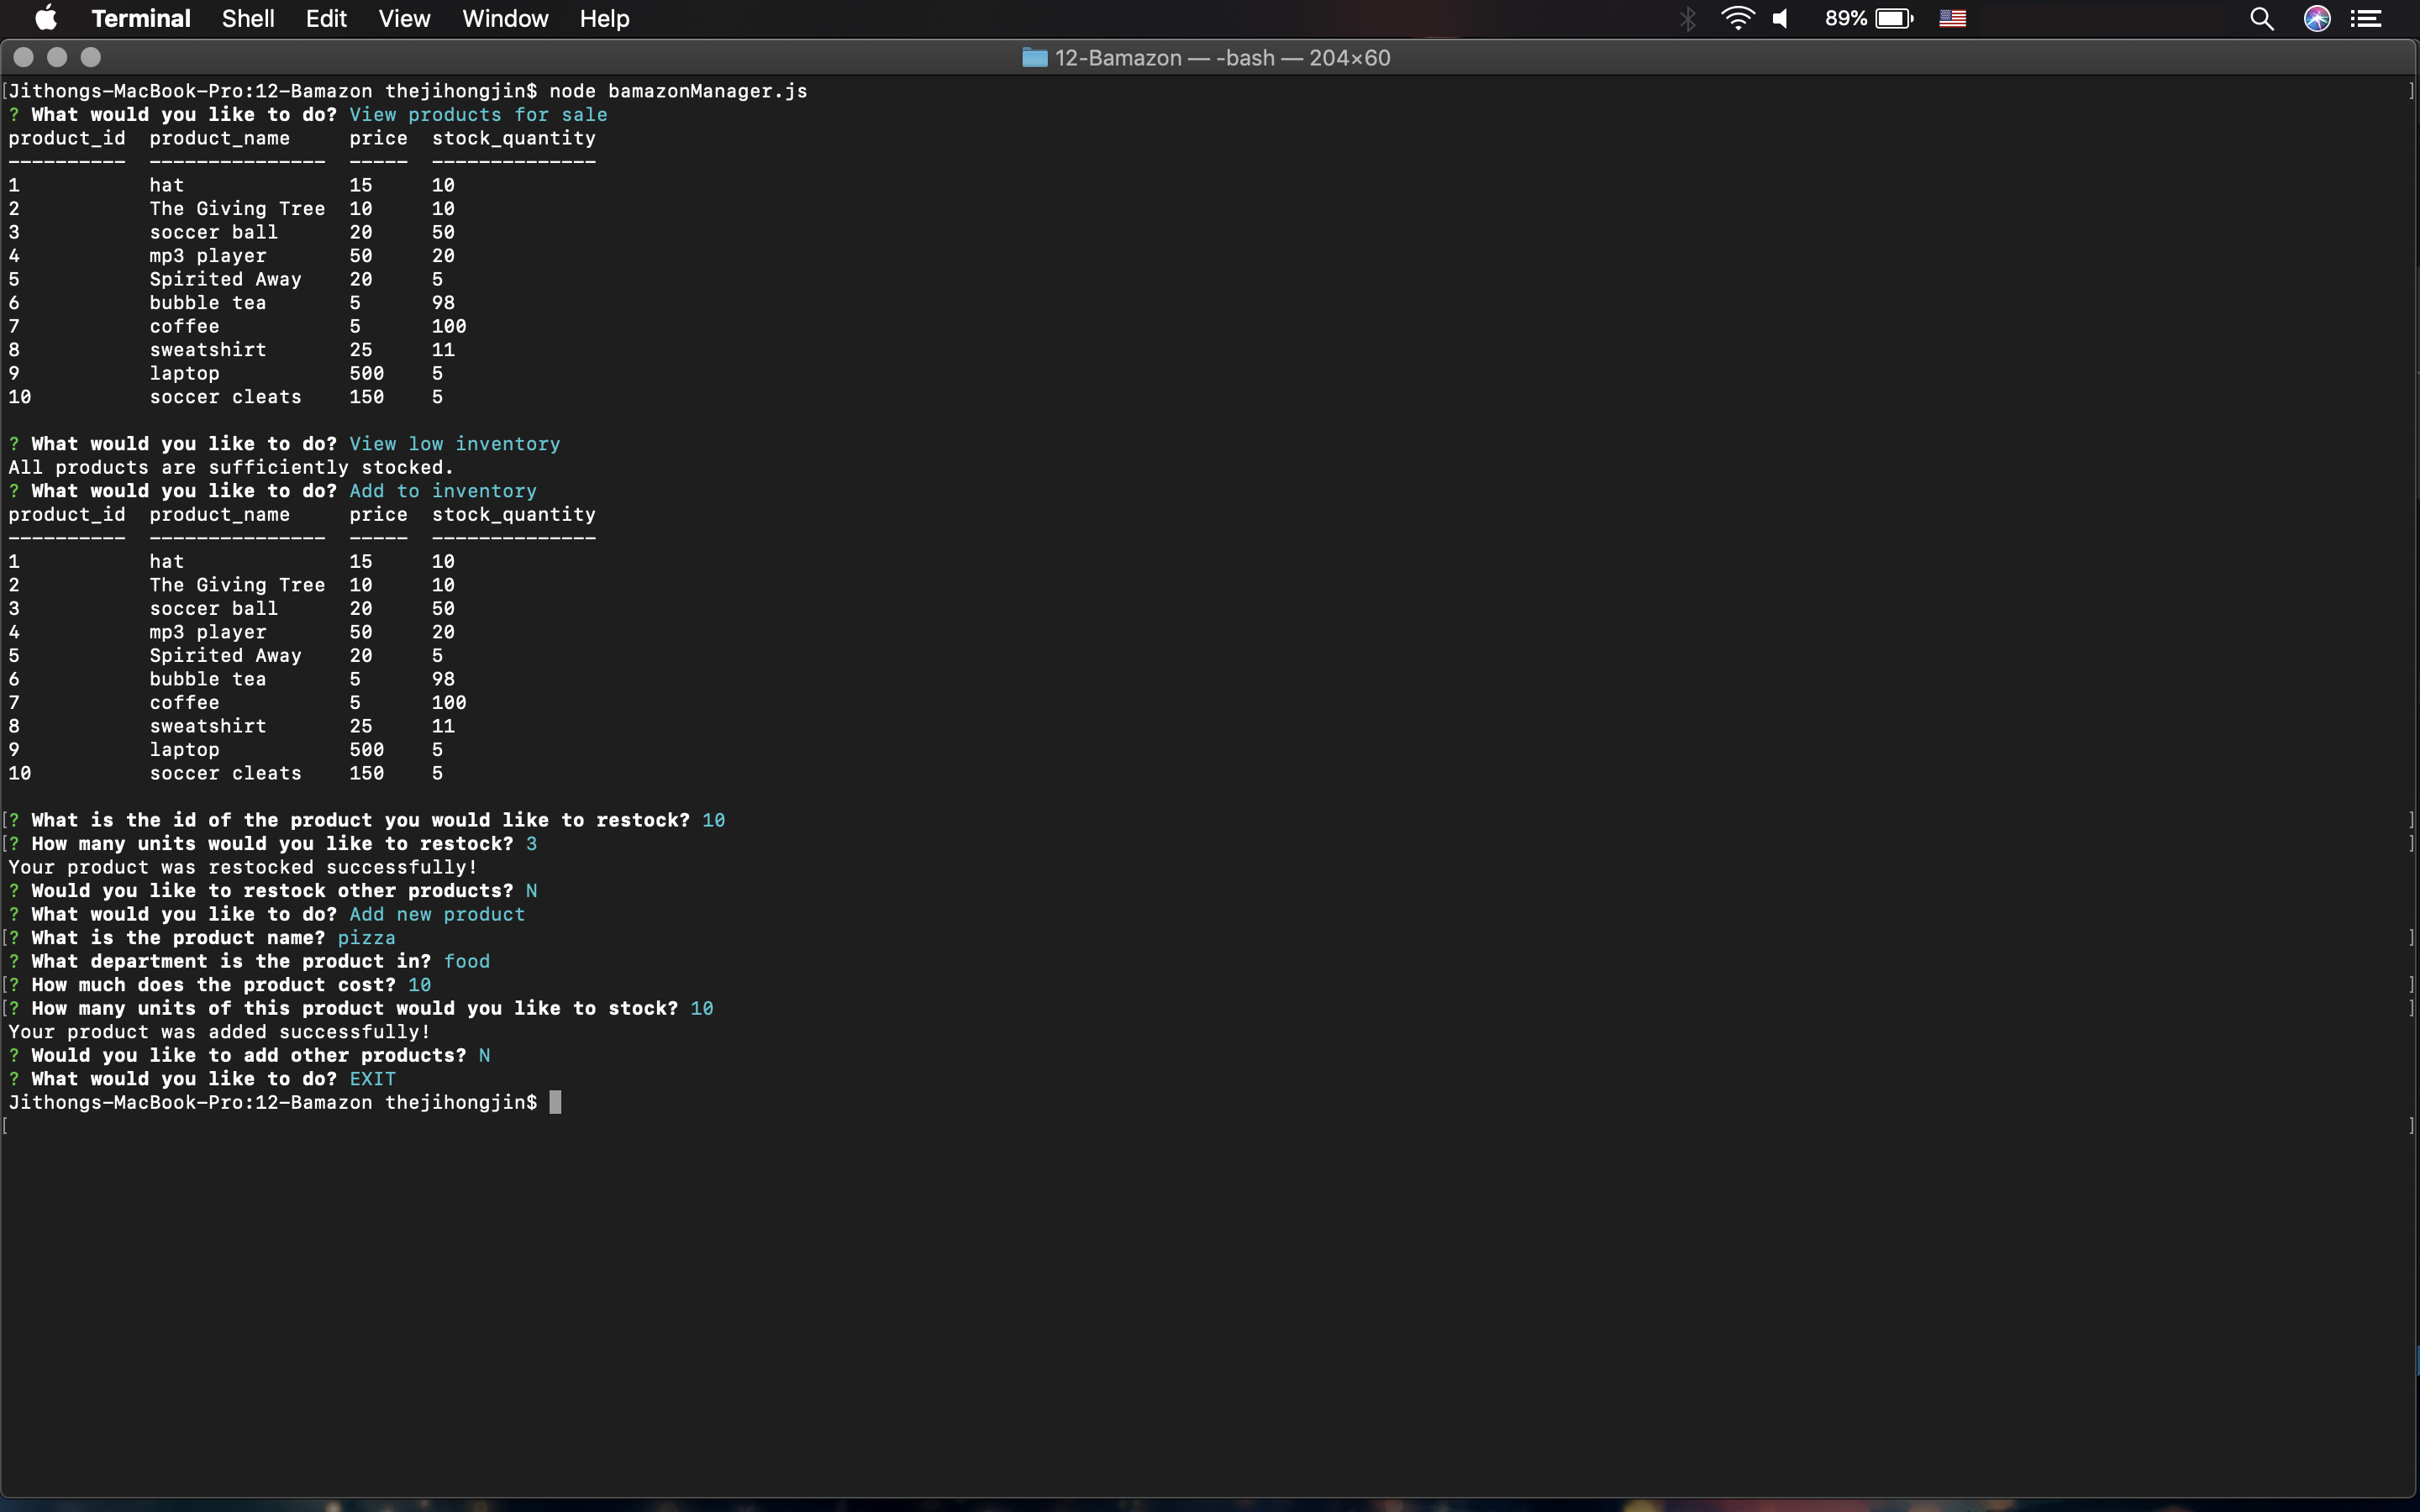 Terminal Shell Edit View Window Help 89%
12-Bamazon — -bash — 204×60
[Jithongs-MacBook-Pro:12-Bamazon thejihongjin$ node bamazonManager.js ]
? What would you like to do? View products for sale
product_id  product_name     price  stock_quantity
----------  ---------------  -----  --------------
1           hat              15     10
2           The Giving Tree  10     10
3           soccer ball      20     50
4           mp3 player       50     20
5           Spirited Away    20     5
6           bubble tea       5      98
7           coffee           5      100
8           sweatshirt       25     11
9           laptop           500    5
10          soccer cleats    150    5
? What would you like to do? View low inventory
All products are sufficiently stocked.
? What would you like to do? Add to inventory
product_id  product_name     price  stock_quantity
----------  ---------------  -----  --------------
1           hat              15     10
2           The Giving Tree  10     10
3           soccer ball      20     50
4           mp3 player       50     20
5           Spirited Away    20     5
6           bubble tea       5      98
7           coffee           5      100
8           sweatshirt       25     11
9           laptop           500    5
10          soccer cleats    150    5
[? What is the id of the product you would like to restock? 10 ]
[? How many units would you like to restock? 3 ]
Your product was restocked successfully!
? Would you like to restock other products? N
? What would you like to do? Add new product
[? What is the product name? pizza ]
? What department is the product in? food
[? How much does the product cost? 10 ]
[? How many units of this product would you like to stock? 10 ]
Your product was added successfully!
? Would you like to add other products? N
? What would you like to do? EXIT
Jithongs-MacBook-Pro:12-Bamazon thejihongjin$
[ ]